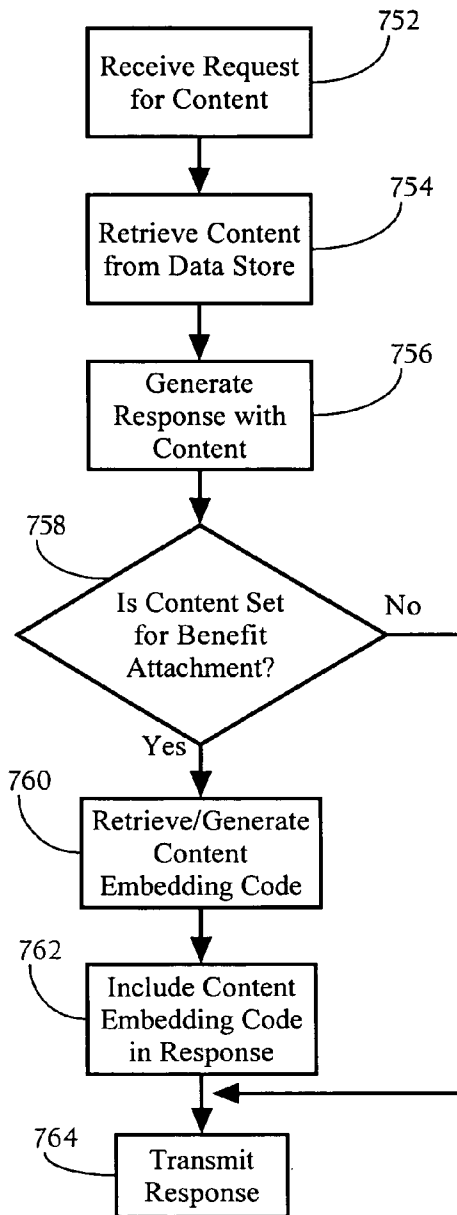 752
Receive Request
for Content
754
Retrieve Content
from Data Store
756
Generate
Response with
Content
758
Is Content Set
for Benefit
Attachment?
No
Yes
760
Retrieve/Generate
Content
Embedding Code
762
Include Content
Embedding Code
in Response
764
Transmit
Response